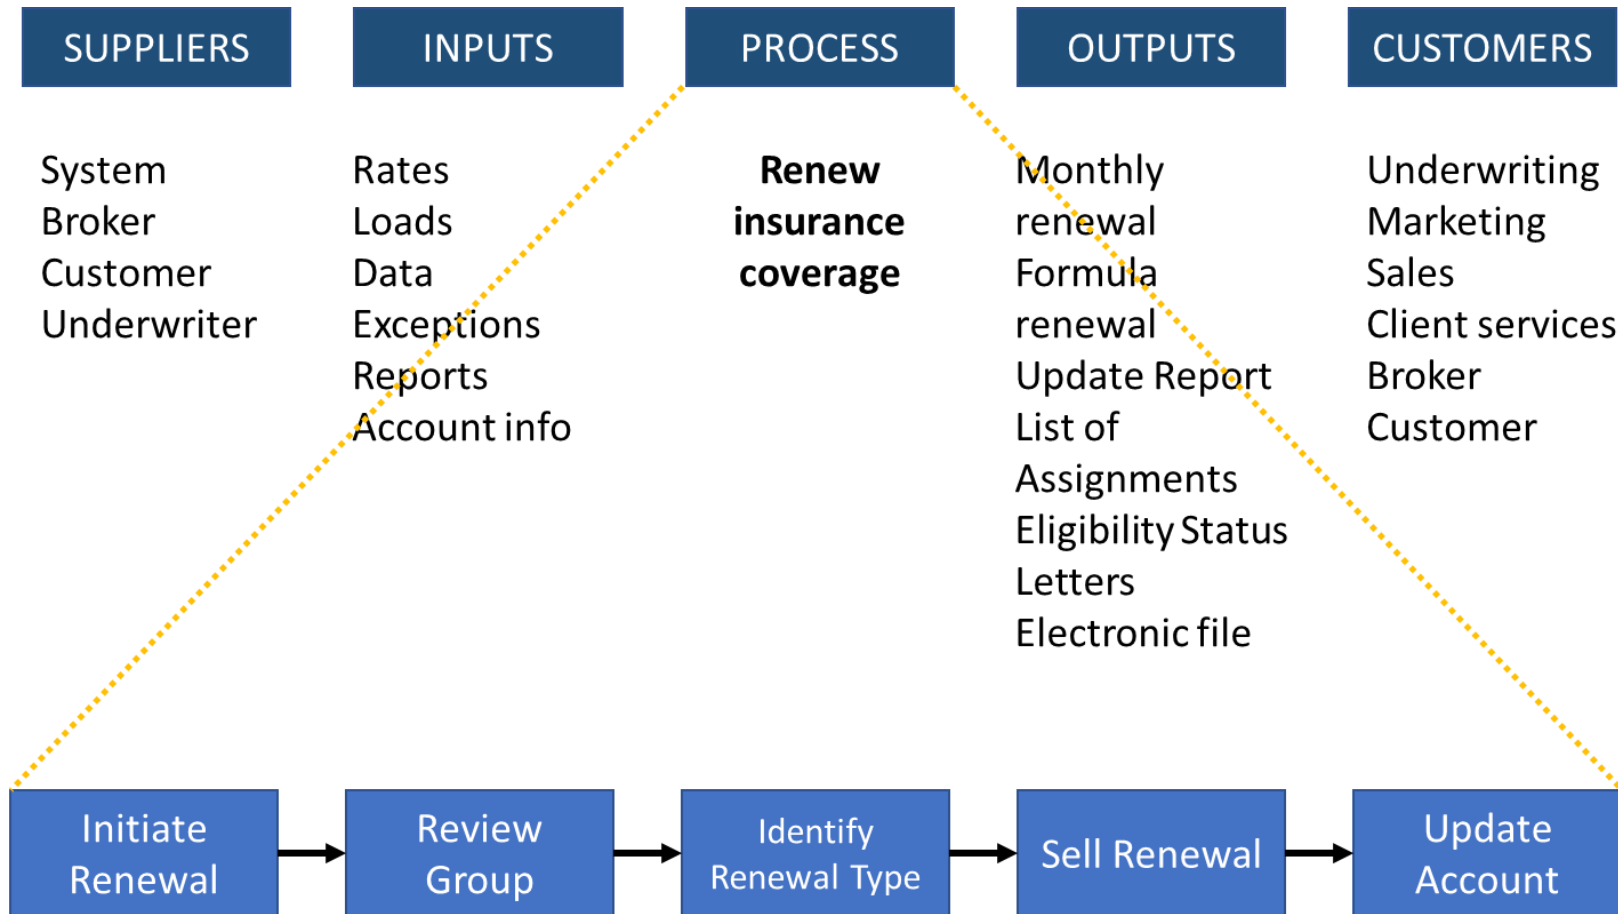 SUPPLIERS
INPUTS
PROCESS
OUTPUTS
CUSTOMERS
System
Broker
Customer
Underwriter
Rates
Loads
Data
Exceptions
Reports
Account info
Renew
insurance
coverage
Monthly
renewal
Formula
renewal
Update Report
List of
Assignments
Eligibility Status
Letters
Electronic file
Underwriting
Marketing
Sales
Client services
Broker
Customer
Initiate
Renewal
Review
Group
Identify
Renewal Type
Sell Renewal
Update
Account